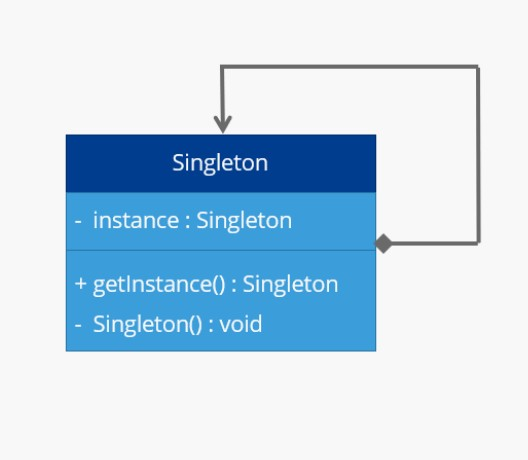 Singleton
- instance : Singleton
+ getInstance() : Singleton
- Singleton() : void